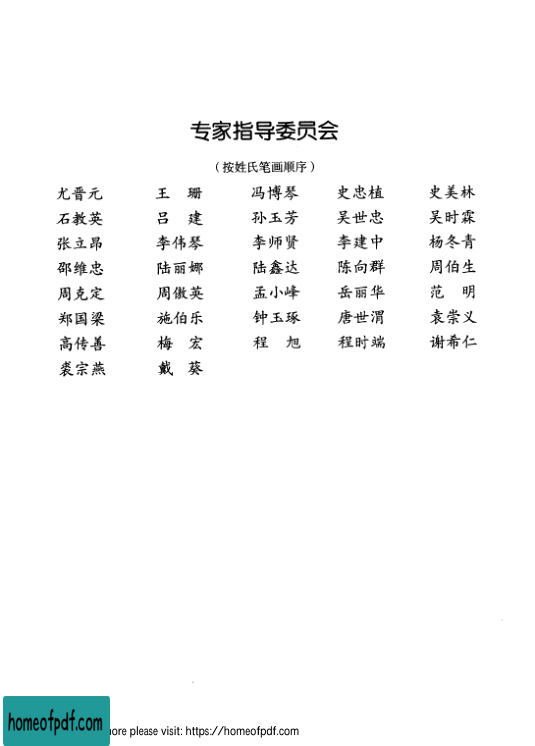 专家指导委员会
（按姓氏笔画顺序）
尤晋元 王 珊 冯博琴 史忠植 史美林
石教英 吕 建 孙玉芳 吴世忠 吴时霖
张立昂 李伟琴 李师贤 李建中 杨冬青
邵维忠 陆丽娜 陆鑫达 陈向群 周伯生
周克定 周傲英 孟小峰 岳丽华 范 明
郑国梁 施伯乐 钟玉琢 唐世渭 袁崇义
高传善 梅 宏 程 旭 程时端 谢希仁
裘宗燕 戴 葵
homeofpdf.com ore please visit: https://homeofpdf.com